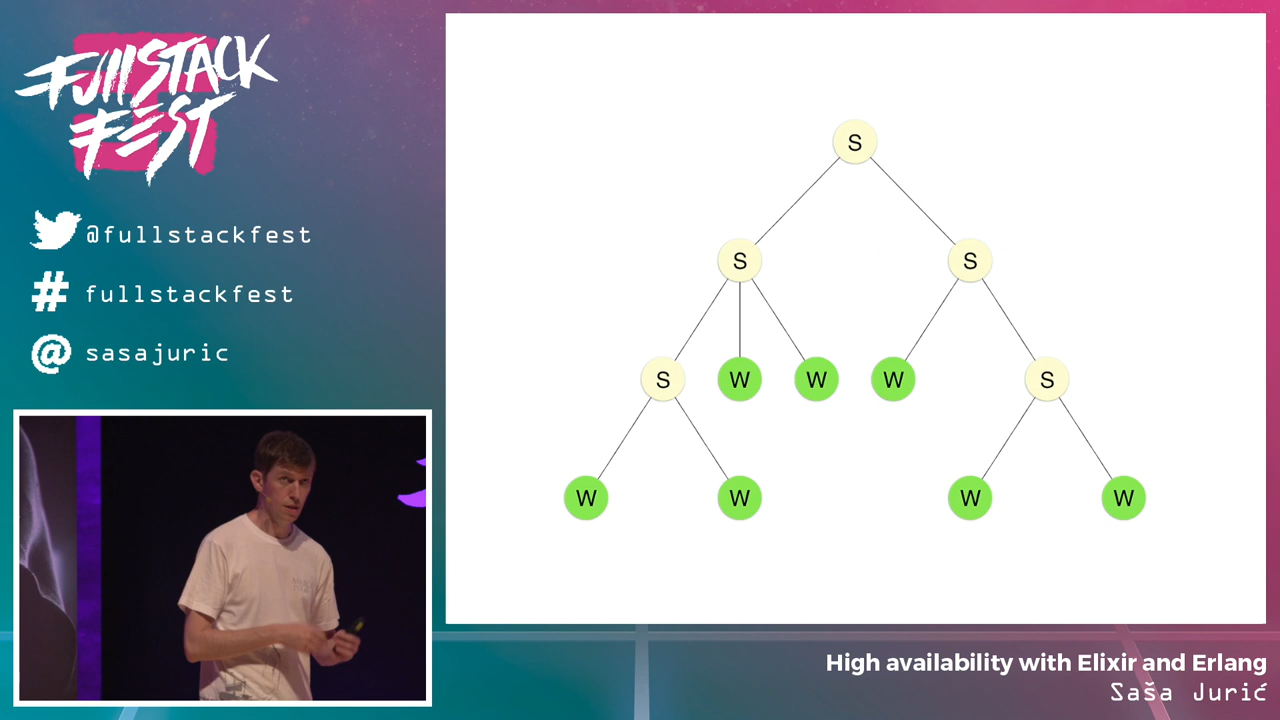 FullStack
Fest
@fullstackfest
# fullstackfest
@ sasajuric
S
S S
S W W W S
W W W W
High availability with Elixir and Erlang
Saša Jurić